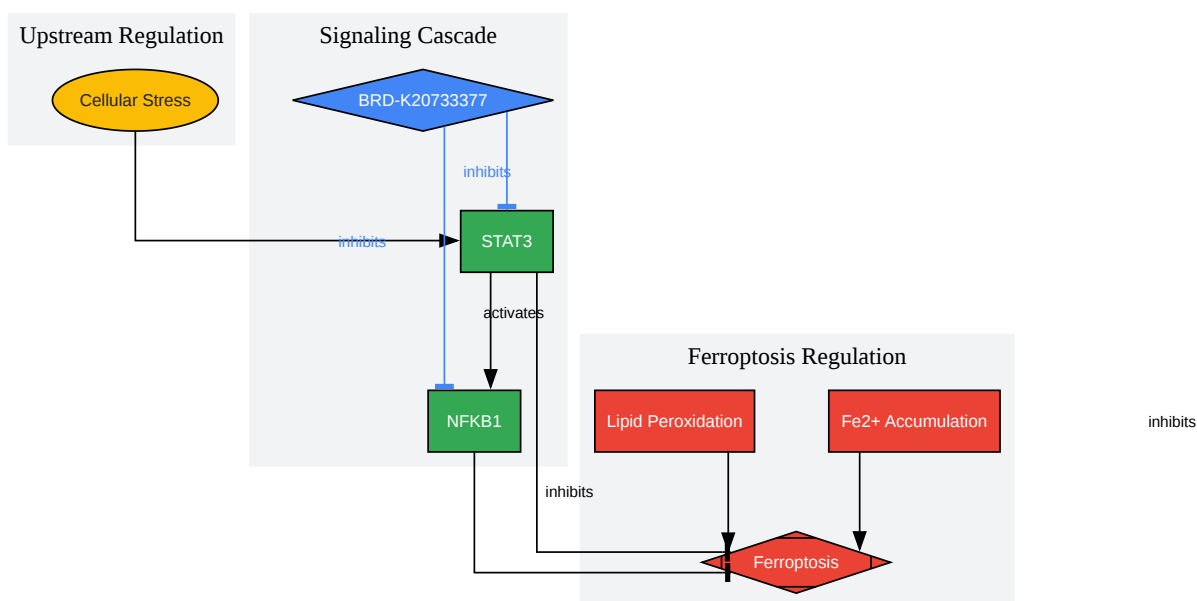 Upstream Regulation
Signaling Cascade
Cellular Stress
BRD-K20733377
inhibits
STAT3
inhibits
activates
Ferroptosis Regulation
NFKB1
Lipid Peroxidation
Fe2+ Accumulation
inhibits
inhibits
Ferroptosis